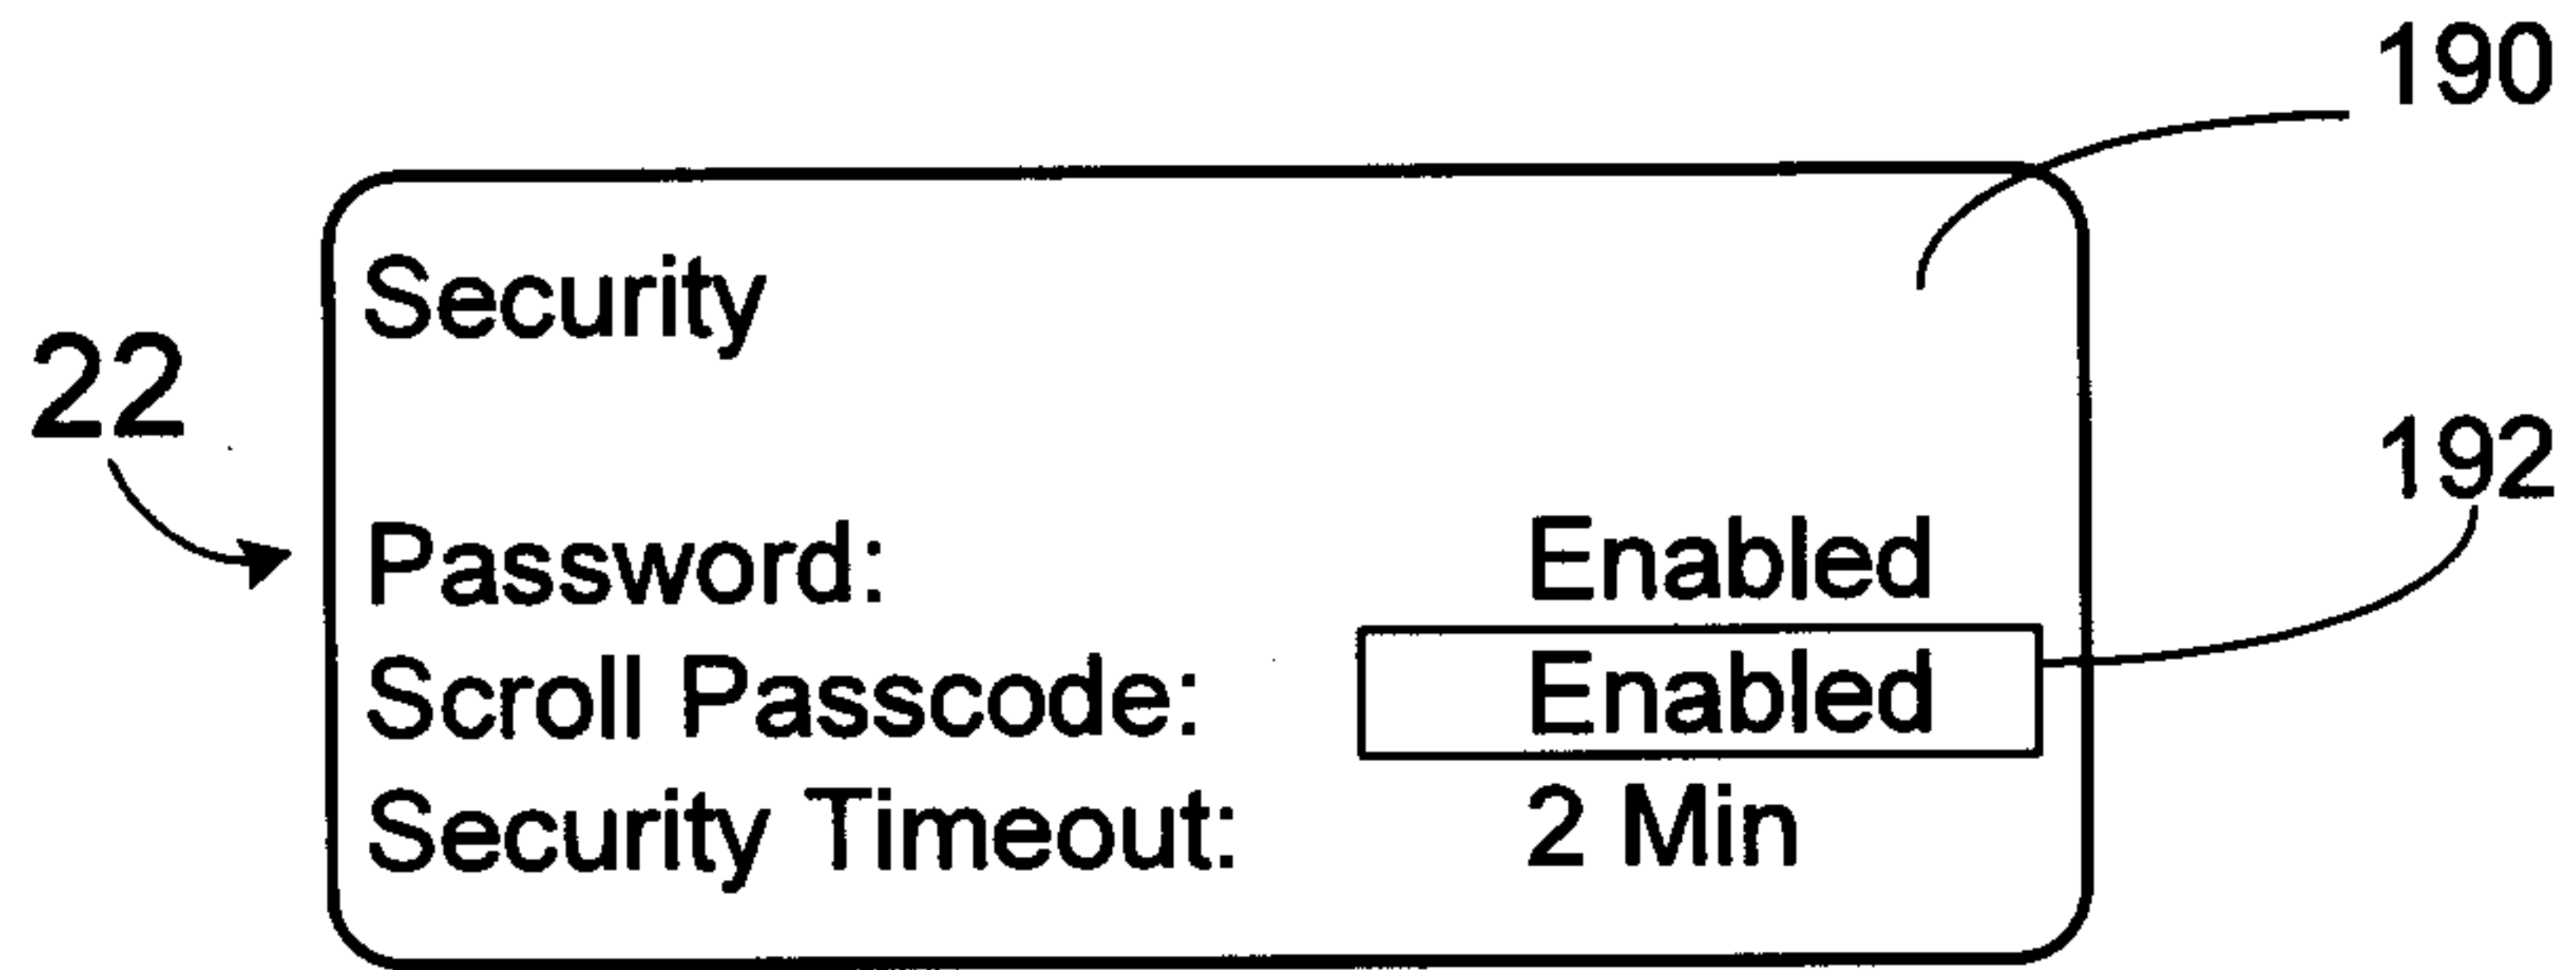 190
Security
22
192
Password: Enabled
Scroll Passcode: Enabled
Security Timeout: 2 Min